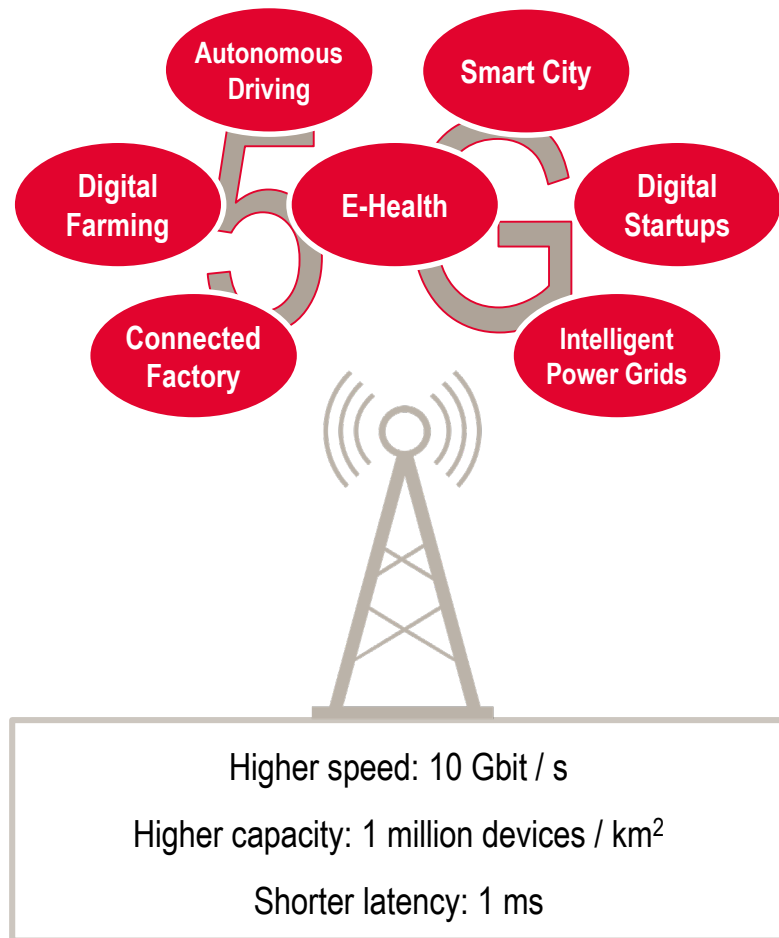 Autonomous
Driving
Smart City
5G
Digital
Farming
E-Health
Digital
Startups
Connected
Factory
Intelligent
Power Grids
Higher speed: 10 Gbit / s
Higher capacity: 1 million devices / km²
Shorter latency: 1 ms